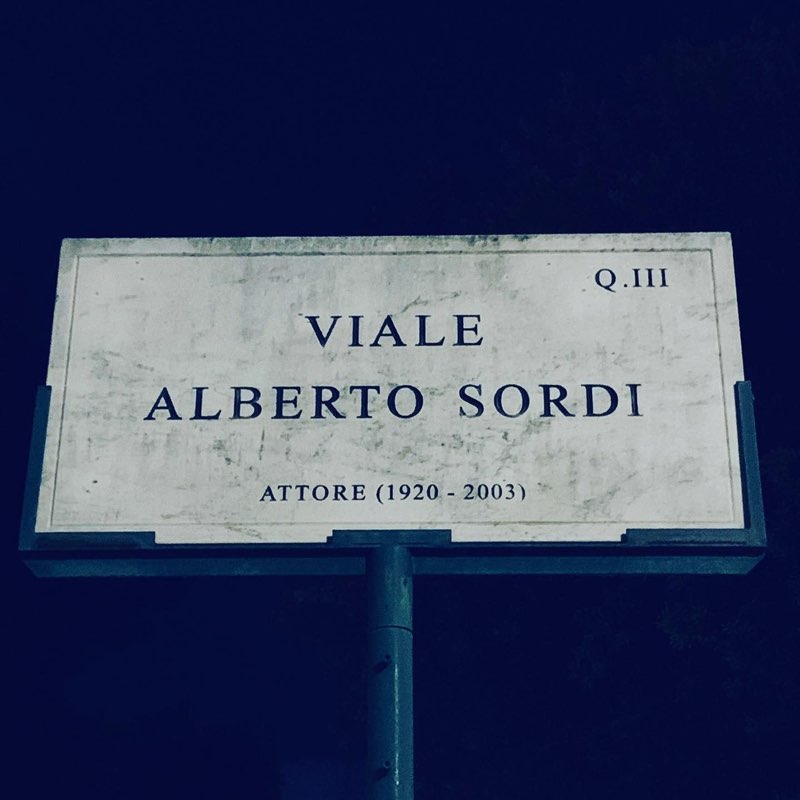 Q.III
VIALE
ALBERTO SORDI
ATTORE (1920 - 2003)